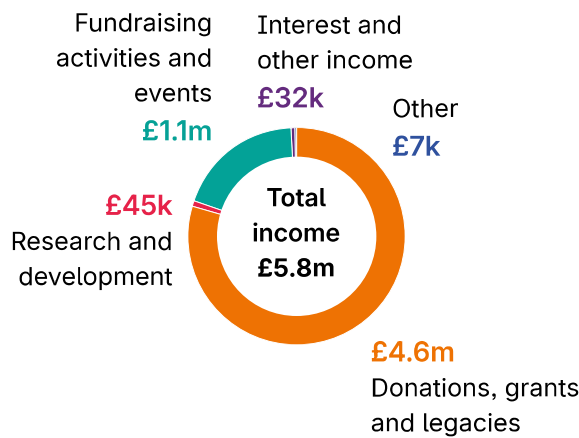 Fundraising
activities and
events
£1.1m
Interest and
other income
£32k
Other
£7k
£45k
Research and
development
Total
income
£5.8m
£4.6m
Donations, grants
and legacies